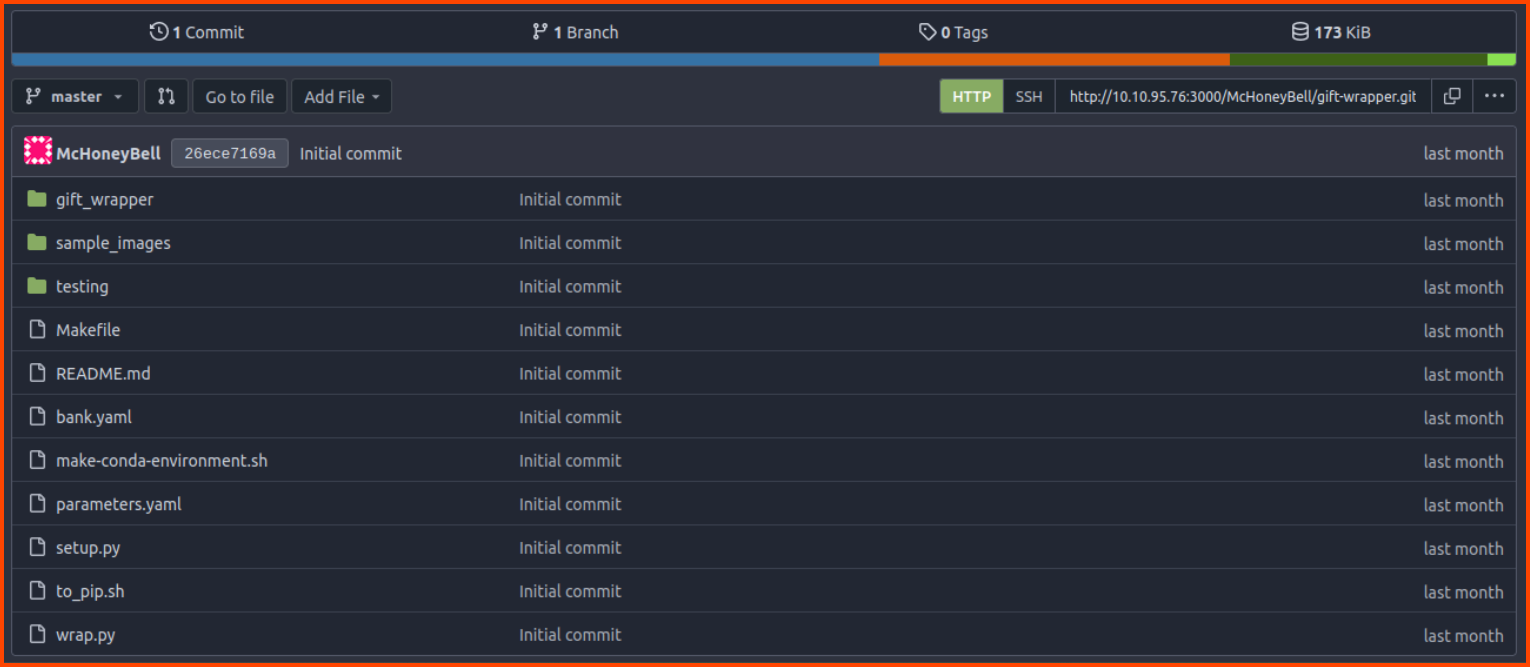 1 Commit 1 Branch 0 Tags 173 KiB
master Go to file Add File HTTP SSH http://10.10.95.76:3000/McHoneyBell/gift-wrapper.git
McHoneyBell 26ece7169a Initial commit last month
gift_wrapper Initial commit last month
sample_images Initial commit last month
testing Initial commit last month
Makefile Initial commit last month
README.md Initial commit last month
bank.yaml Initial commit last month
make-conda-environment.sh Initial commit last month
parameters.yaml Initial commit last month
setup.py Initial commit last month
to_pip.sh Initial commit last month
wrap.py Initial commit last month